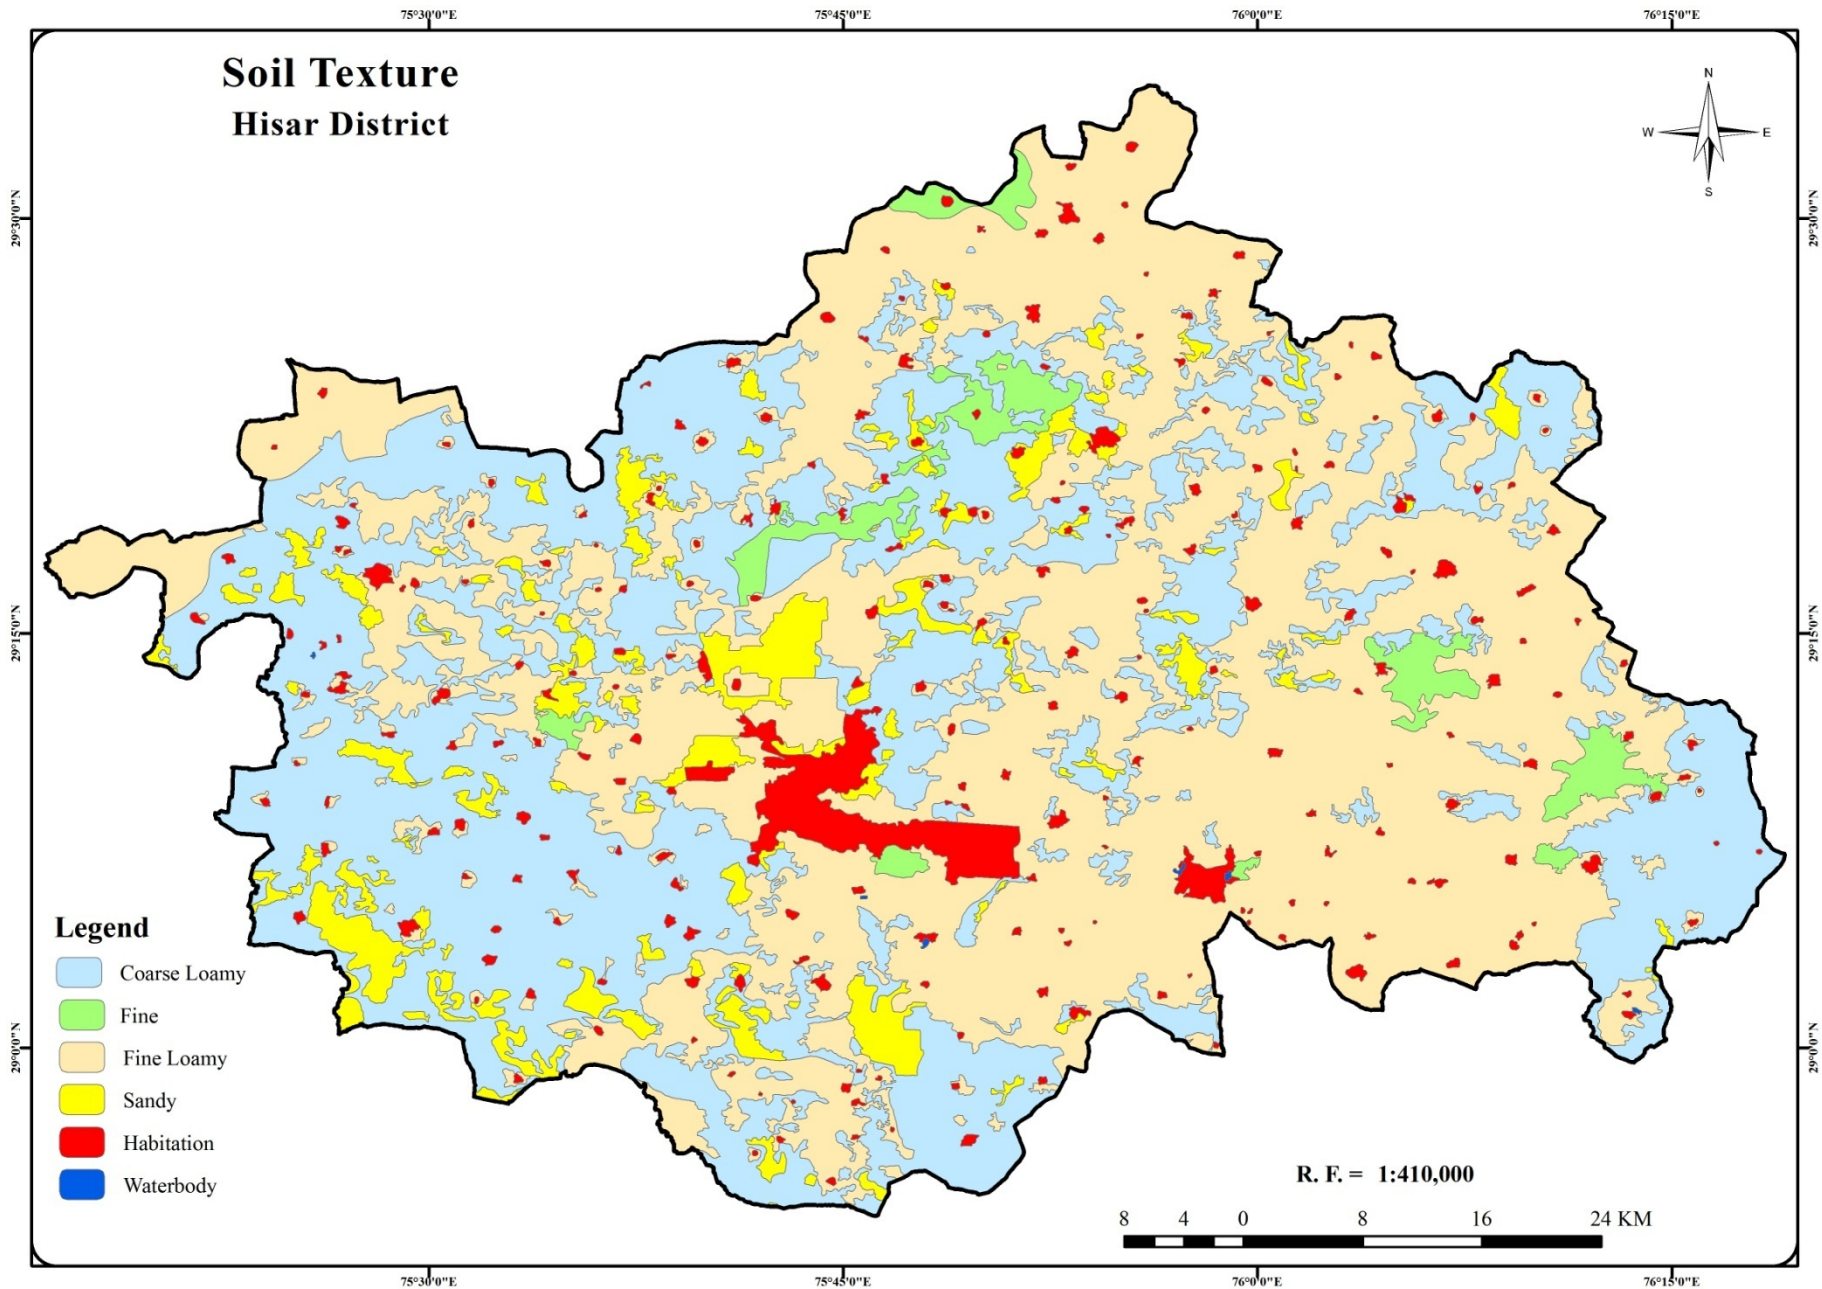 75°30'0"E 75°45'0"E 76°0'0"E 76°15'0"E
Soil Texture
Hisar District
N
W E
S
29°30'0"N 29°30'0"N
29°15'0"N 29°15'0"N
29°0'0"N 29°0'0"N
Legend
Coarse Loamy
Fine
Fine Loamy
Sandy
Habitation
Waterbody
R. F. = 1:410,000
8 4 0 8 16 24 KM
75°30'0"E 75°45'0"E 76°0'0"E 76°15'0"E